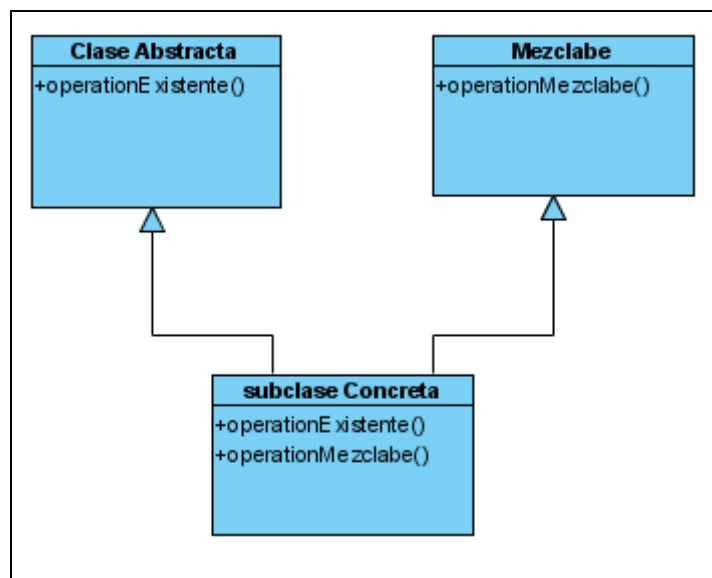 Clase Abstracta
+operationExistente()
Mezclabe
+operationMezclabe()
subclase Concreta
+operationExistente()
+operationMezclabe()